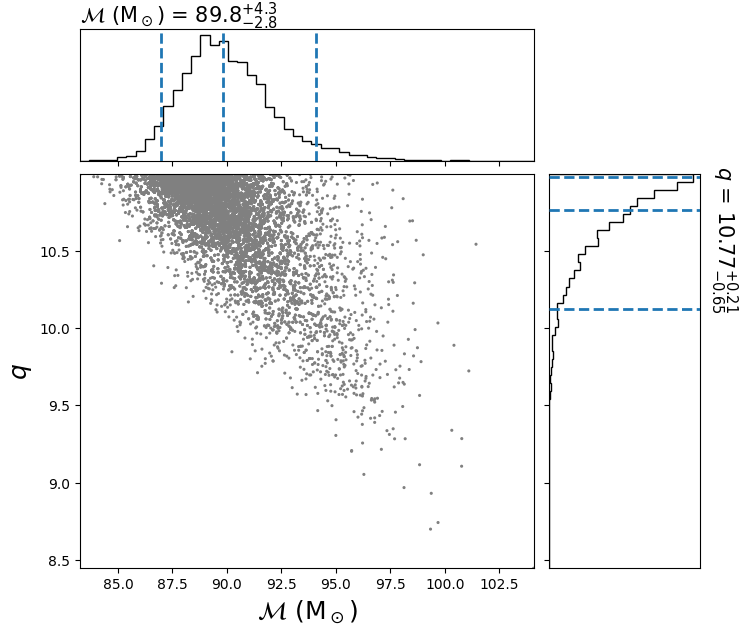 ℳ (M_⊙) = 89.8^{+4.3}_{-2.8}
q = 10.77^{+0.21}_{-0.65}
10.5
10.0
9.5
9.0
8.5
q
85.0 87.5 90.0 92.5 95.0 97.5 100.0 102.5
ℳ (M_⊙)